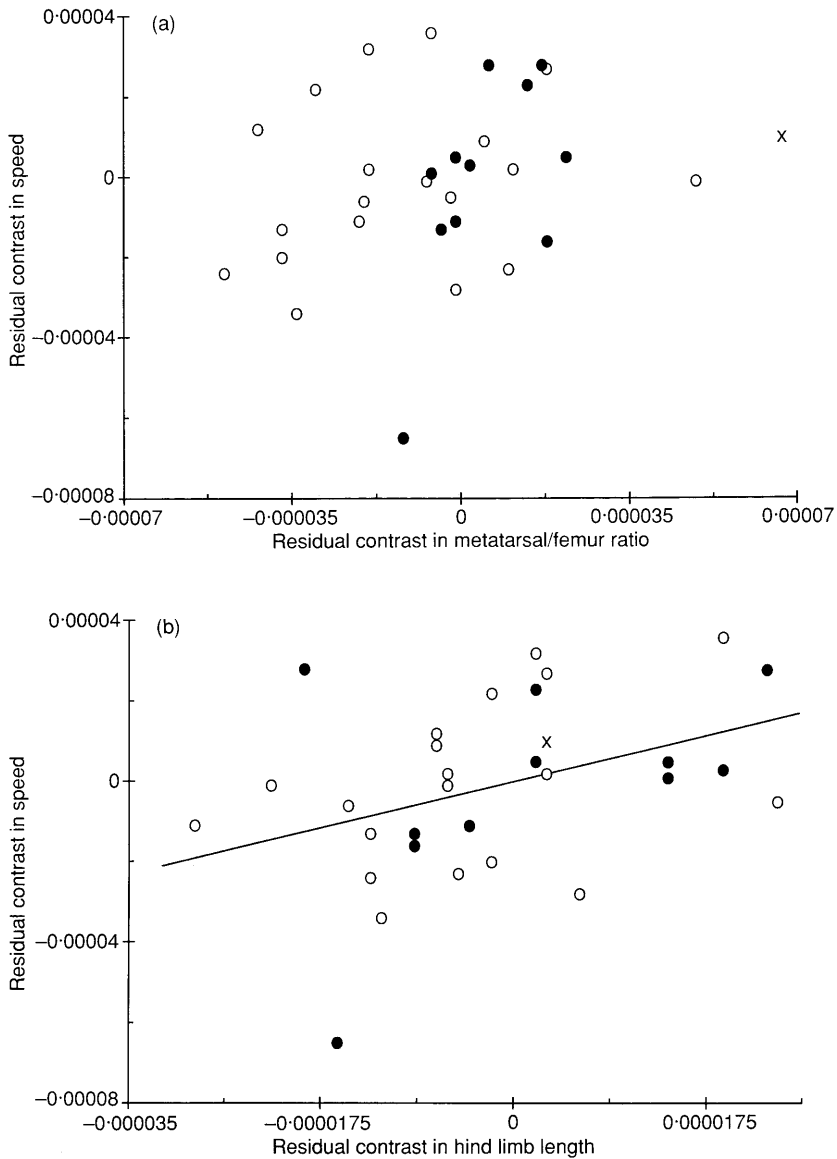 (a)
0·00004
0
−0·00004
−0·00008
Residual contrast in speed
X
−0·00007
−0·000035
0
0·000035
0·00007
Residual contrast in metatarsal/femur ratio
(b)
0·00004
0
−0·00004
−0·00008
Residual contrast in speed
X
−0·000035
−0·0000175
0
0·0000175
Residual contrast in hind limb length